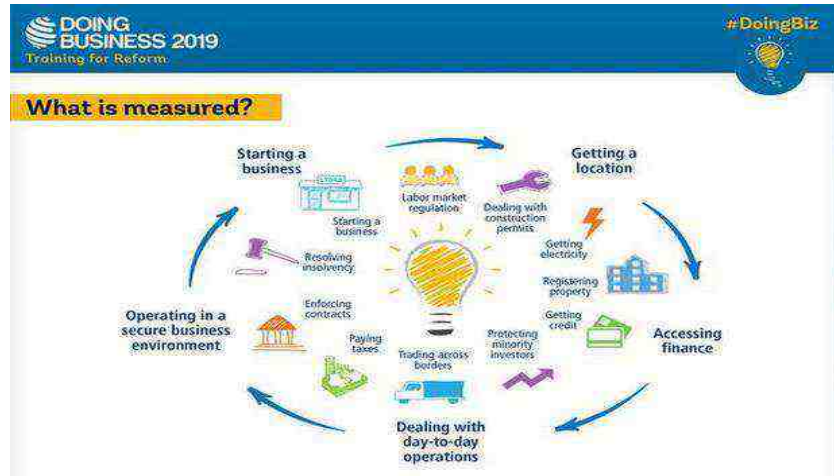 DOING
BUSINESS 2019
Training for Reform
#DoingBiz
What is measured?
Starting a
business
Getting a
location
Labor market
regulation
Dealing with
construction
permits
Starting a
business
Getting
electricity
Resolving
insolvency
Registering
property
Operating in a
secure business
environment
Enforcing
contracts
Getting
credit
Accessing
finance
Paying
taxes
Trading across
borders
Protecting
minority
investors
Dealing with
day-to-day
operations